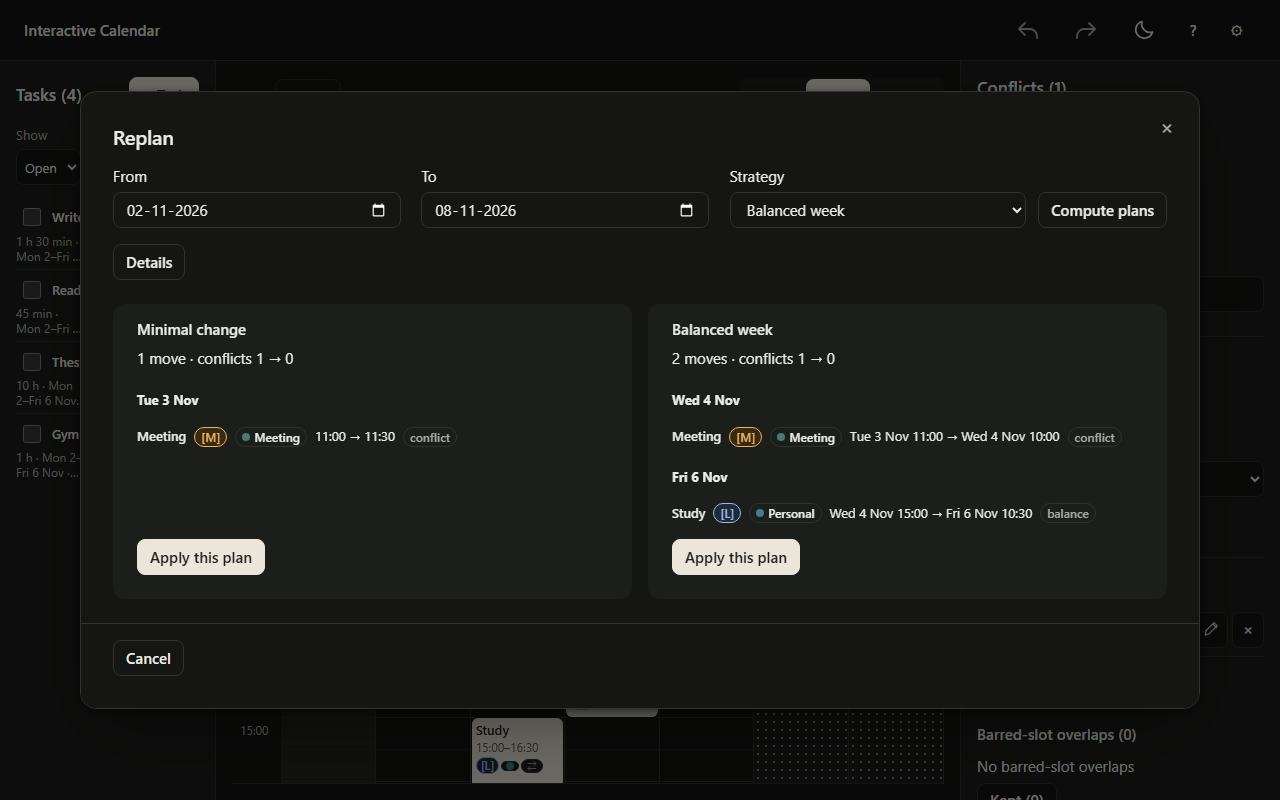 Interactive Calendar
?
Tasks (4)
Conflicts (1)
Show
Open
Write
1 h 30 min ·
Mon 2–Fri ...
Read
45 min ·
Mon 2–Fri ...
Thes
10 h · Mon
2–Fri 6 Nov.
Gym
1 h · Mon 2–
Fri 6 Nov ·...
Replan
×
From
To
Strategy
02-11-2026
08-11-2026
Balanced week
Compute plans
Details
Minimal change
1 move · conflicts 1 → 0
Tue 3 Nov
Meeting [M] Meeting 11:00 → 11:30 conflict
Apply this plan
Balanced week
2 moves · conflicts 1 → 0
Wed 4 Nov
Meeting [M] Meeting Tue 3 Nov 11:00 → Wed 4 Nov 10:00 conflict
Fri 6 Nov
Study [L] Personal Wed 4 Nov 15:00 → Fri 6 Nov 10:30 balance
Apply this plan
Cancel
×
15:00
Study
15:00–16:30
[L]
Barred-slot overlaps (0)
No barred-slot overlaps
Kept (0)